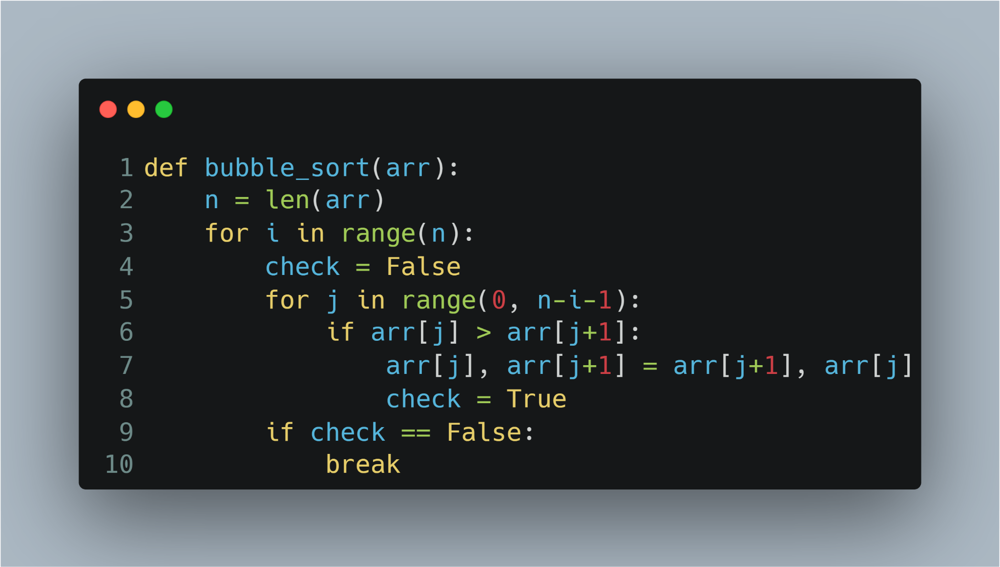 1 def bubble_sort(arr):
2     n = len(arr)
3     for i in range(n):
4         check = False
5         for j in range(0, n-i-1):
6             if arr[j] > arr[j+1]:
7                 arr[j], arr[j+1] = arr[j+1], arr[j]
8                 check = True
9         if check == False:
10             break